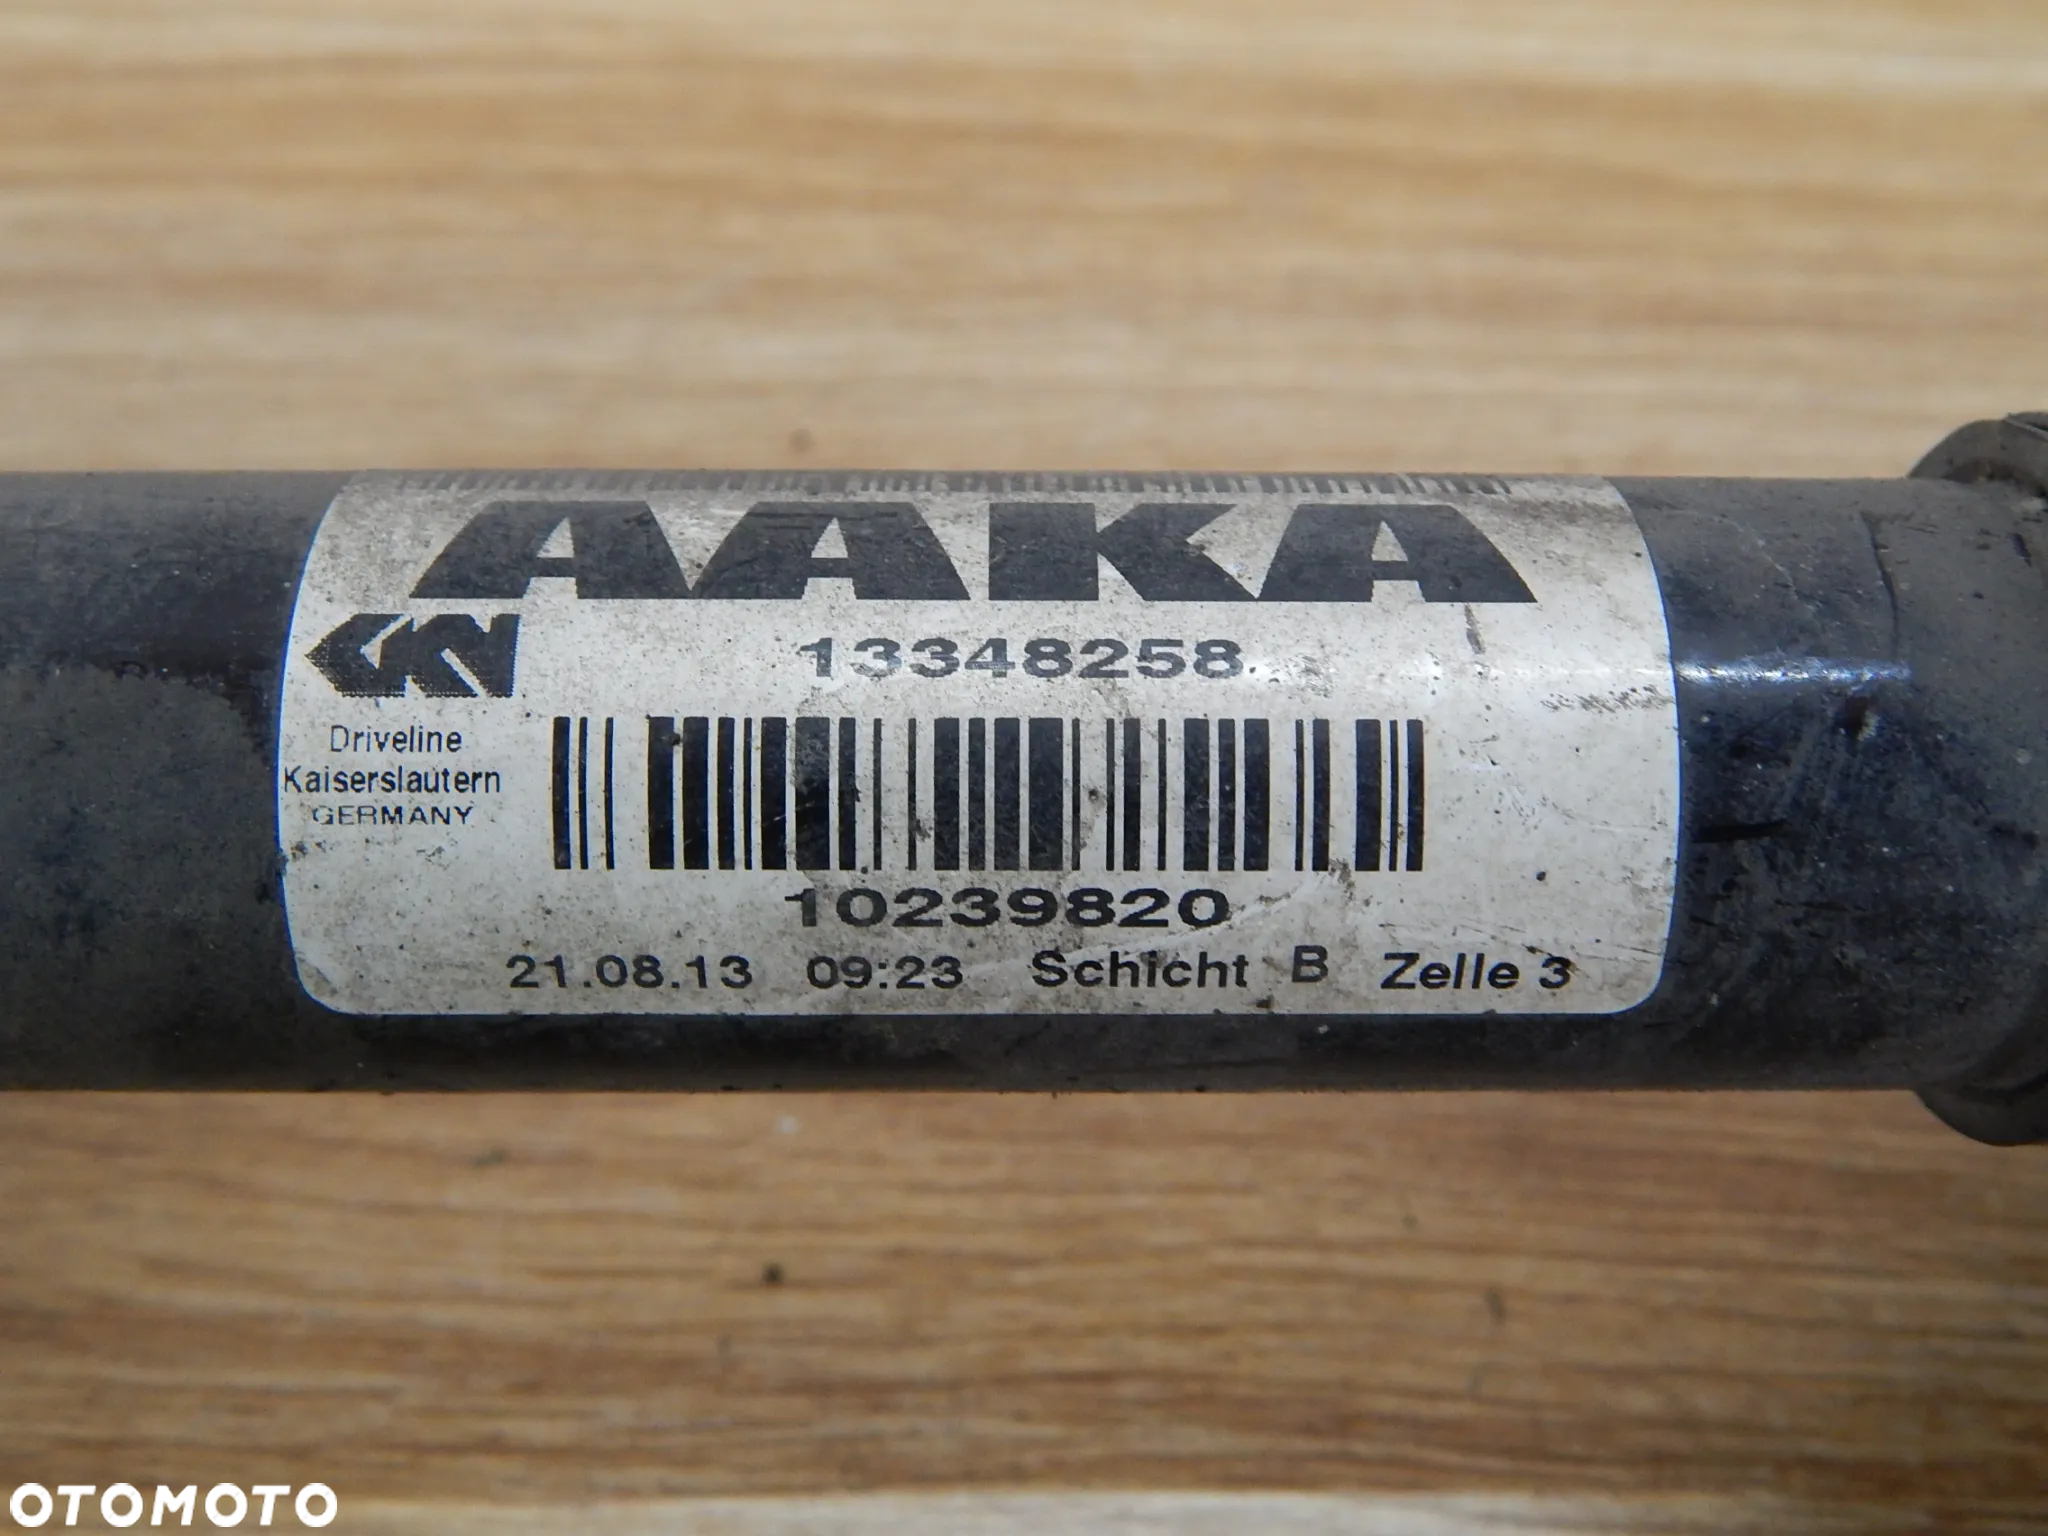 AAKA
GKN
13348258
Driveline
Kaiserslautern
GERMANY
10239820
21.08.13 09:23 Schicht B Zelle 3
OTOMOTO